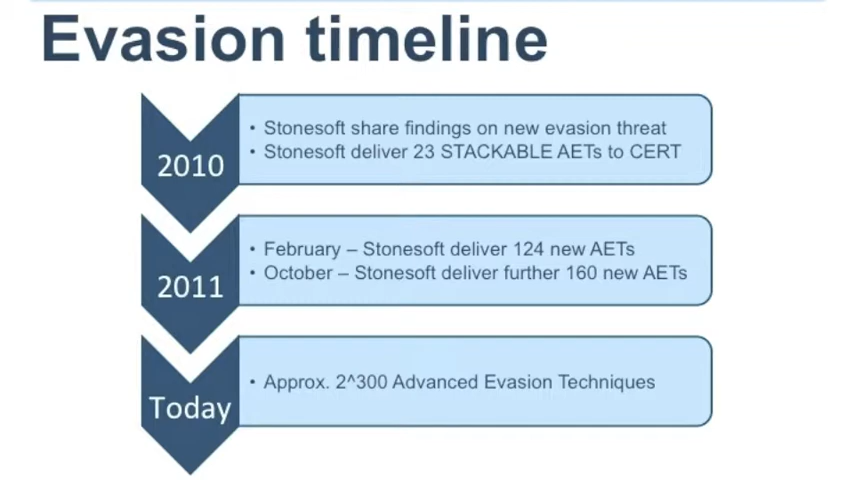 Evasion timeline
2010
• Stonesoft share findings on new evasion threat
• Stonesoft deliver 23 STACKABLE AETs to CERT
2011
• February – Stonesoft deliver 124 new AETs
• October – Stonesoft deliver further 160 new AETs
Today
• Approx. 2^300 Advanced Evasion Techniques